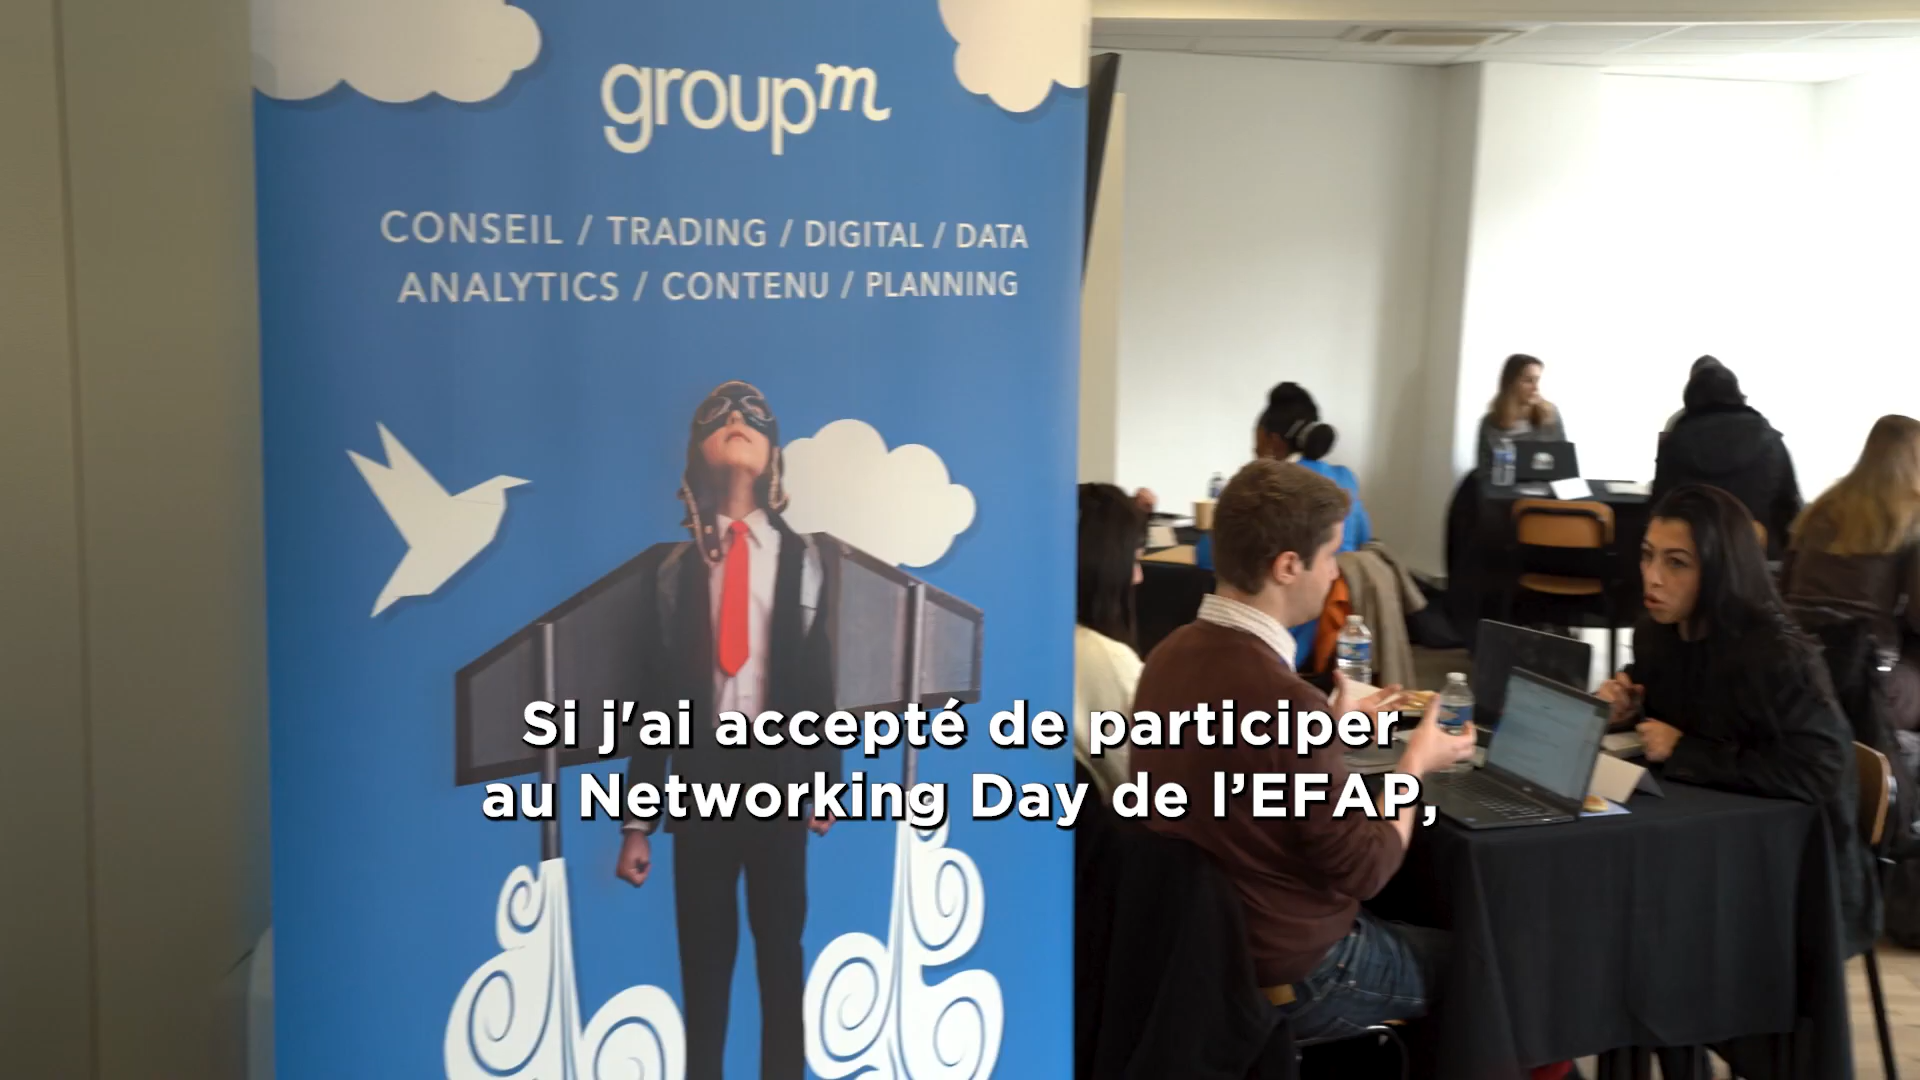 groupm
CONSEIL / TRADING / DIGITAL / DATA
ANALYTICS / CONTENU / PLANNING
Si j'ai accepté de participer
au Networking Day de l’EFAP,